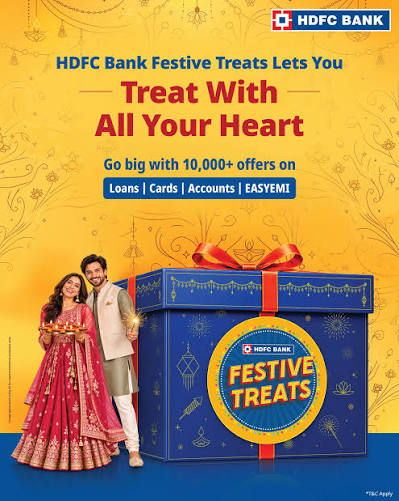 HDFC BANK
HDFC Bank Festive Treats Lets You
Treat With
All Your Heart
Go big with 10,000+ offers on
Loans | Cards | Accounts | EASYEMI
HDFC BANK
FESTIVE
TREATS
*T&C Apply